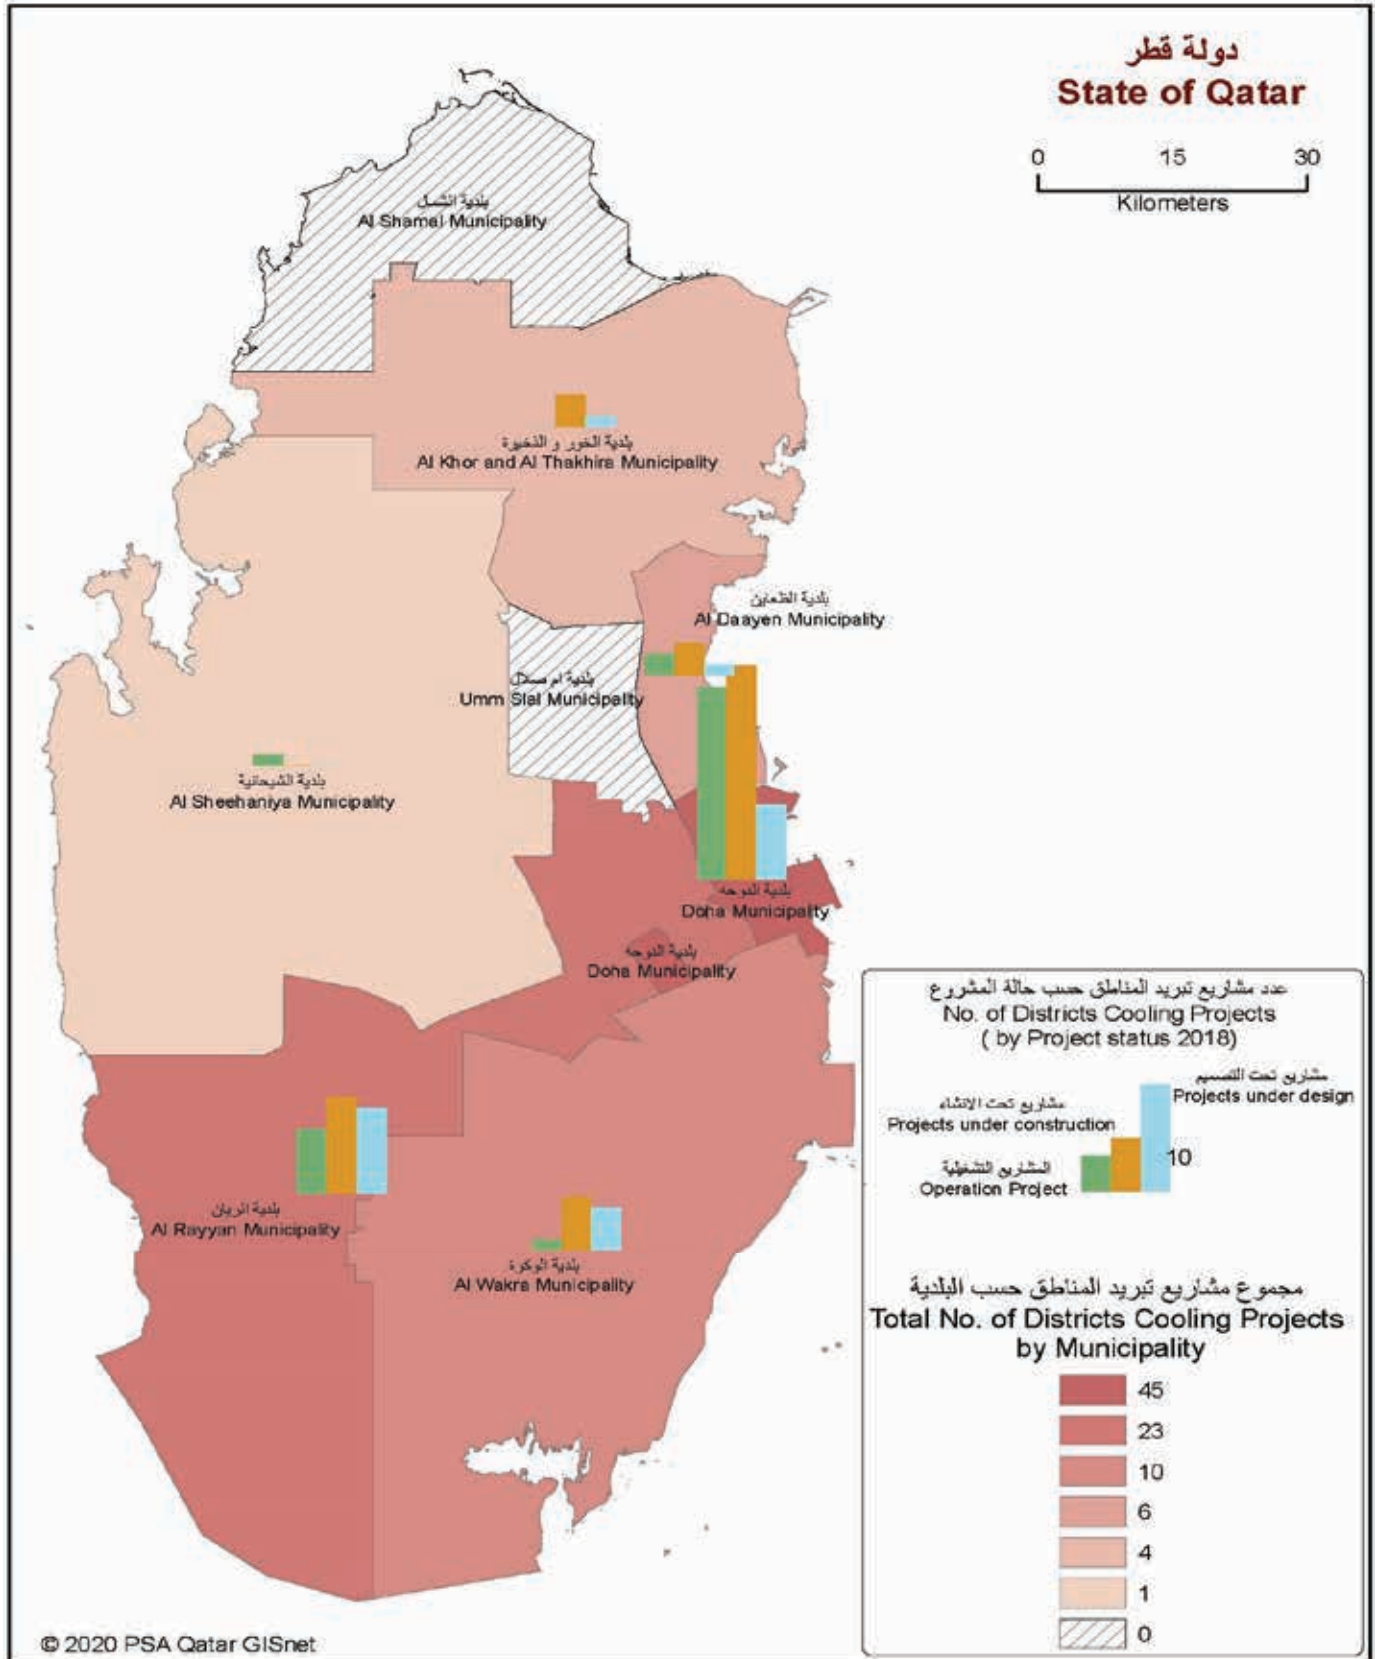 دولة قطر
State of Qatar
0 15 30
Kilometers
بلدية الشمال
Al Shamal Municipality
بلدية الخور و الذخيرة
Al Khor and Al Thakhira Municipality
بلدية الظعاين
Al Daayen Municipality
بلدية ام صلال
Umm Slal Municipality
بلدية الشيحانية
Al Sheehaniya Municipality
بلدية الدوحه
Doha Municipality
بلدية الدوحه
Doha Municipality
بلدية الريان
Al Rayyan Municipality
بلدية الوكرة
Al Wakra Municipality
عدد مشاريع تبريد المناطق حسب حالة المشروع
No. of Districts Cooling Projects
( by Project status 2018)
مشاريع تحت التصميم
Projects under design
مشاريع تحت الانشاء
Projects under construction
10
المشاريع التشغيلية
Operation Project
مجموع مشاريع تبريد المناطق حسب البلدية
Total No. of Districts Cooling Projects
by Municipality
45
23
10
6
4
1
0
© 2020 PSA Qatar GISnet